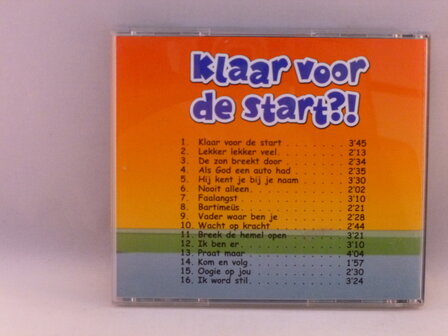 Klaar voor
de start?!
1. Klaar voor de start . . . . . . . . . . 3'45
2. Lekker lekker veel. . . . . . . . . . . 2'13
3. De zon breekt door . . . . . . . . . . 2'34
4. Als God een auto had . . . . . . . . . 2'35
5. Hij kent je bij je naam . . . . . . . . 3'30
6. Nooit alleen. . . . . . . . . . . . . . 2'02
7. Faalangst . . . . . . . . . . . . . . . 3'10
8. Bartimeüs . . . . . . . . . . . . . . . 2'21
9. Vader waar ben je . . . . . . . . . . . 2'28
10. Wacht op kracht . . . . . . . . . . . 2'44
11. Breek de hemel open . . . . . . . . . 3'21
12. Ik ben er. . . . . . . . . . . . . . . 3'10
13. Praat maar . . . . . . . . . . . . . . 4'04
14. Kom en volg . . . . . . . . . . . . . 1'57
15. Oogie op jou . . . . . . . . . . . . . 2'30
16. Ik word stil. . . . . . . . . . . . . 3'24